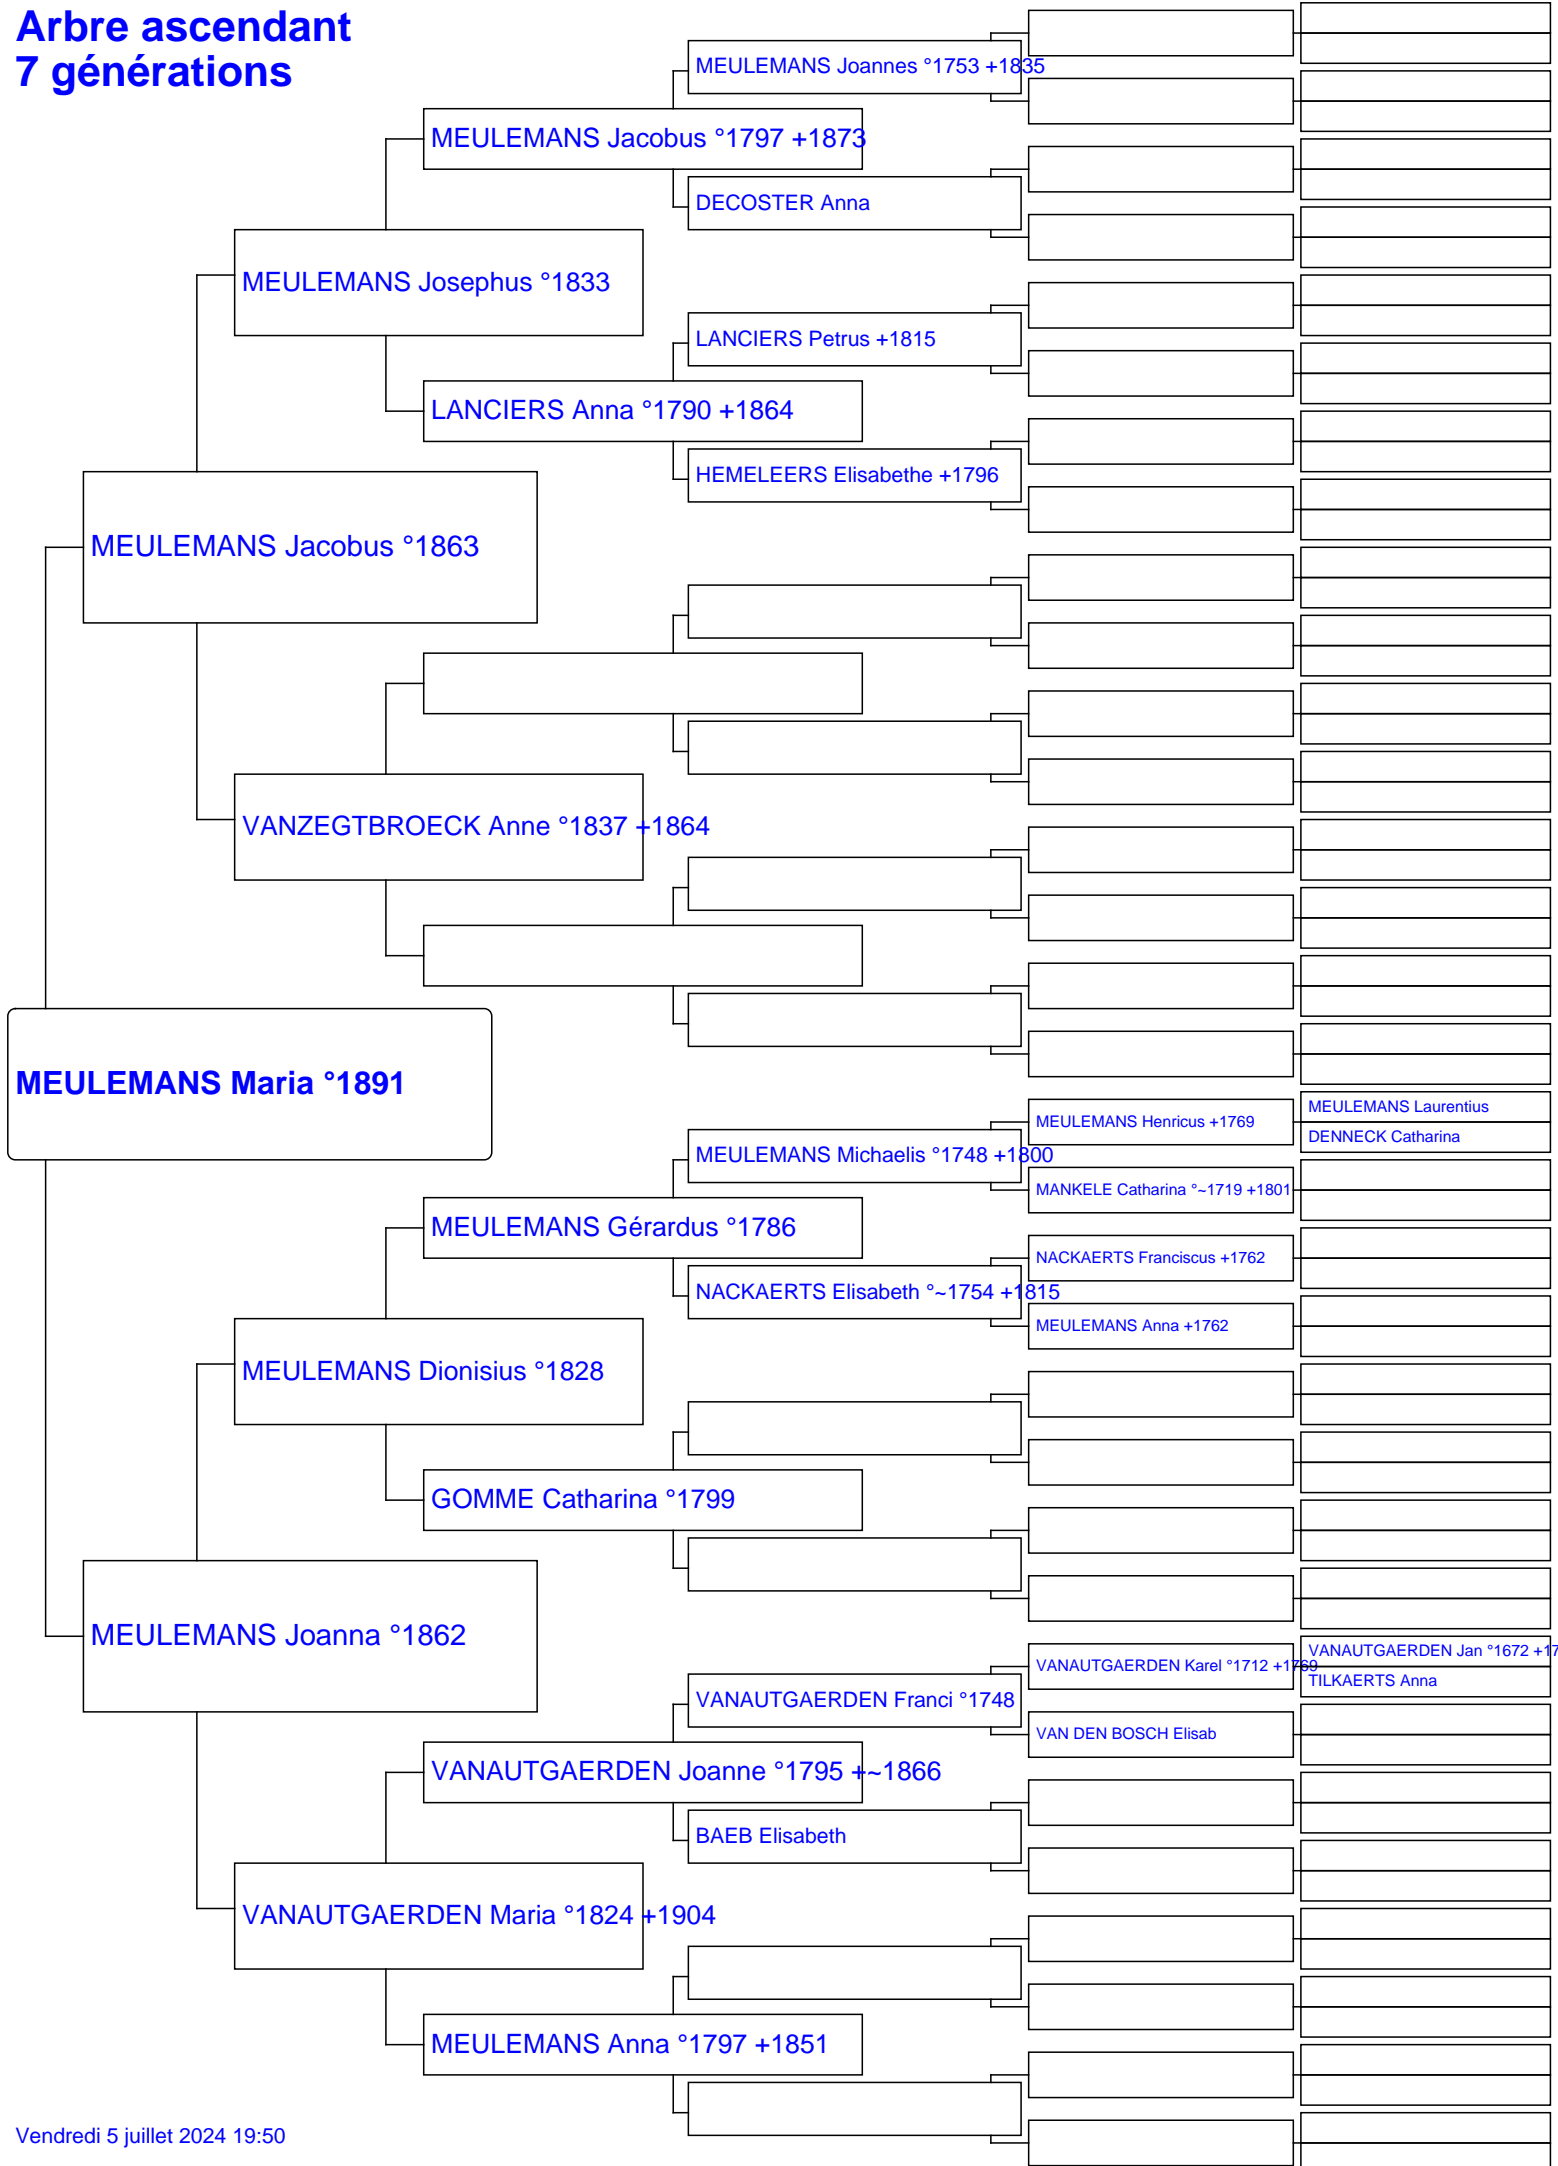 Arbre ascendant
7 générations
MEULEMANS Joannes °1753 +1835
MEULEMANS Jacobus °1797 +1873
DECOSTER Anna
MEULEMANS Josephus °1833
LANCIERS Petrus +1815
LANCIERS Anna °1790 +1864
HEMELEERS Elisabethe +1796
MEULEMANS Jacobus °1863
VANZEGTBROECK Anne °1837 +1864
MEULEMANS Maria °1891
MEULEMANS Laurentius
MEULEMANS Henricus +1769
DENNECK Catharina
MEULEMANS Michaelis °1748 +1800
MANKELE Catharina °~1719 +1801
MEULEMANS Gérardus °1786
NACKAERTS Franciscus +1762
NACKAERTS Elisabeth °~1754 +1815
MEULEMANS Anna +1762
MEULEMANS Dionisius °1828
GOMME Catharina °1799
MEULEMANS Joanna °1862
VANAUTGAERDEN Jan °1672 +17
VANAUTGAERDEN Karel °1712 +1769
TILKAERTS Anna
VANAUTGAERDEN Franci °1748
VAN DEN BOSCH Elisab
VANAUTGAERDEN Joanne °1795 +~1866
BAEB Elisabeth
VANAUTGAERDEN Maria °1824 +1904
MEULEMANS Anna °1797 +1851
Vendredi 5 juillet 2024 19:50